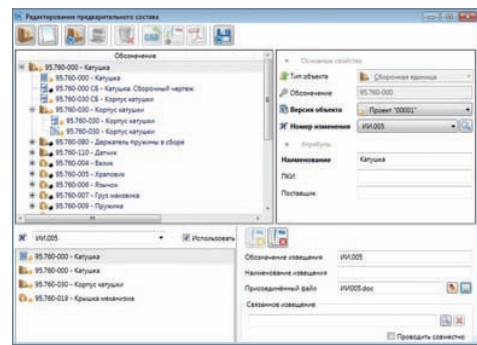 Редактирование предварительного состава
CAD
Обозначение
95.760-000 - Катушка
95.760-000 - Катушка
95.760-000 СБ - Катушка. Сборочный чертеж
95.760-030 СБ - Корпус катушки
95.760-030 - Корпус катушки
95.760-030 - Корпус катушки
95.760-030 - Корпус катушки
95.760-080 - Держатель пружины в сборе
95.760-110 - Датчик
95.760-004 - Валик
95.760-005 - Храповик
95.760-006 - Язычок
95.760-007 - Груз маховика
95.760-009 - Пружина
Основные свойства
Тип объекта Сборочная единица
Обозначение 95.760-000
Версия объекта Проект "00001"
Номер изменения ИИ.005
Атрибуты
Наименование Катушка
ПКИ
Поставщик
ИИ.005 Использовать
95.760-000 - Катушка
95.760-000 - Катушка
95.760-030 - Корпус катушки
95.760-019 - Крышка механизма
Обозначение извещения ИИ.005
Наименование извещения
Присоединённый файл ИИ005.doc
Связанное извещение
Проводить совместно